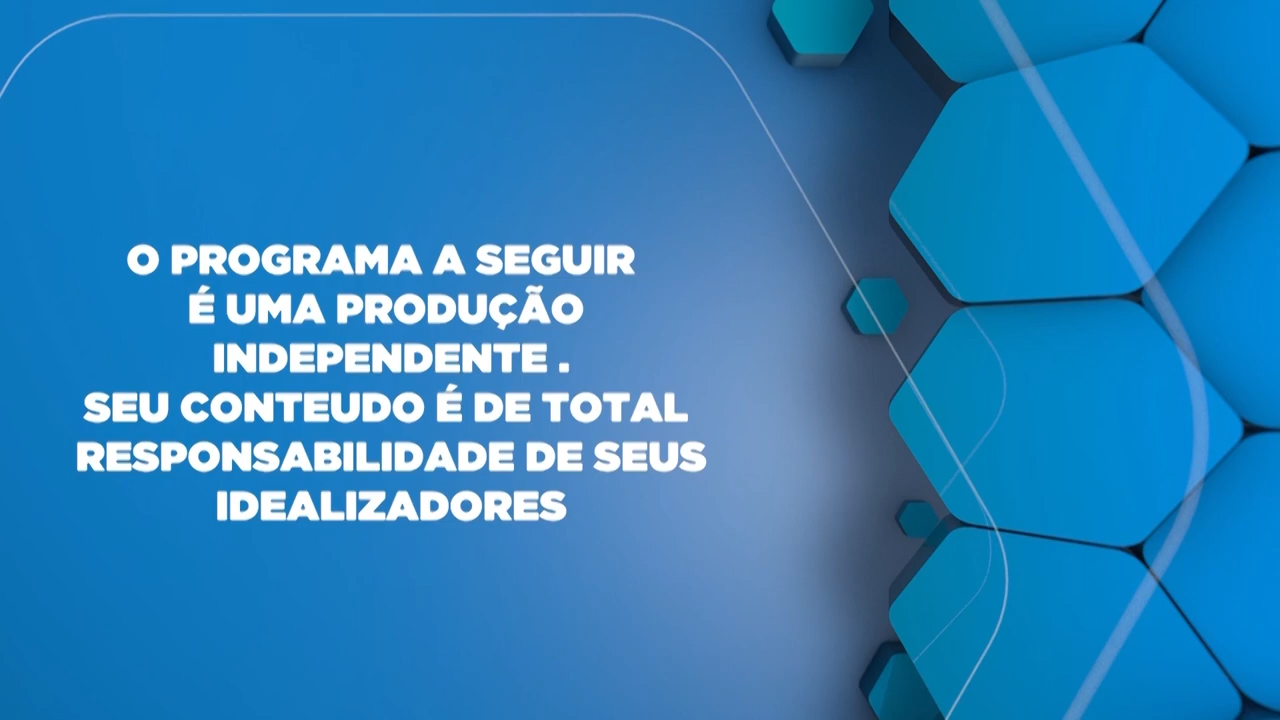 O PROGRAMA A SEGUIR
É UMA PRODUÇÃO
INDEPENDENTE .
SEU CONTEUDO É DE TOTAL
RESPONSABILIDADE DE SEUS
IDEALIZADORES